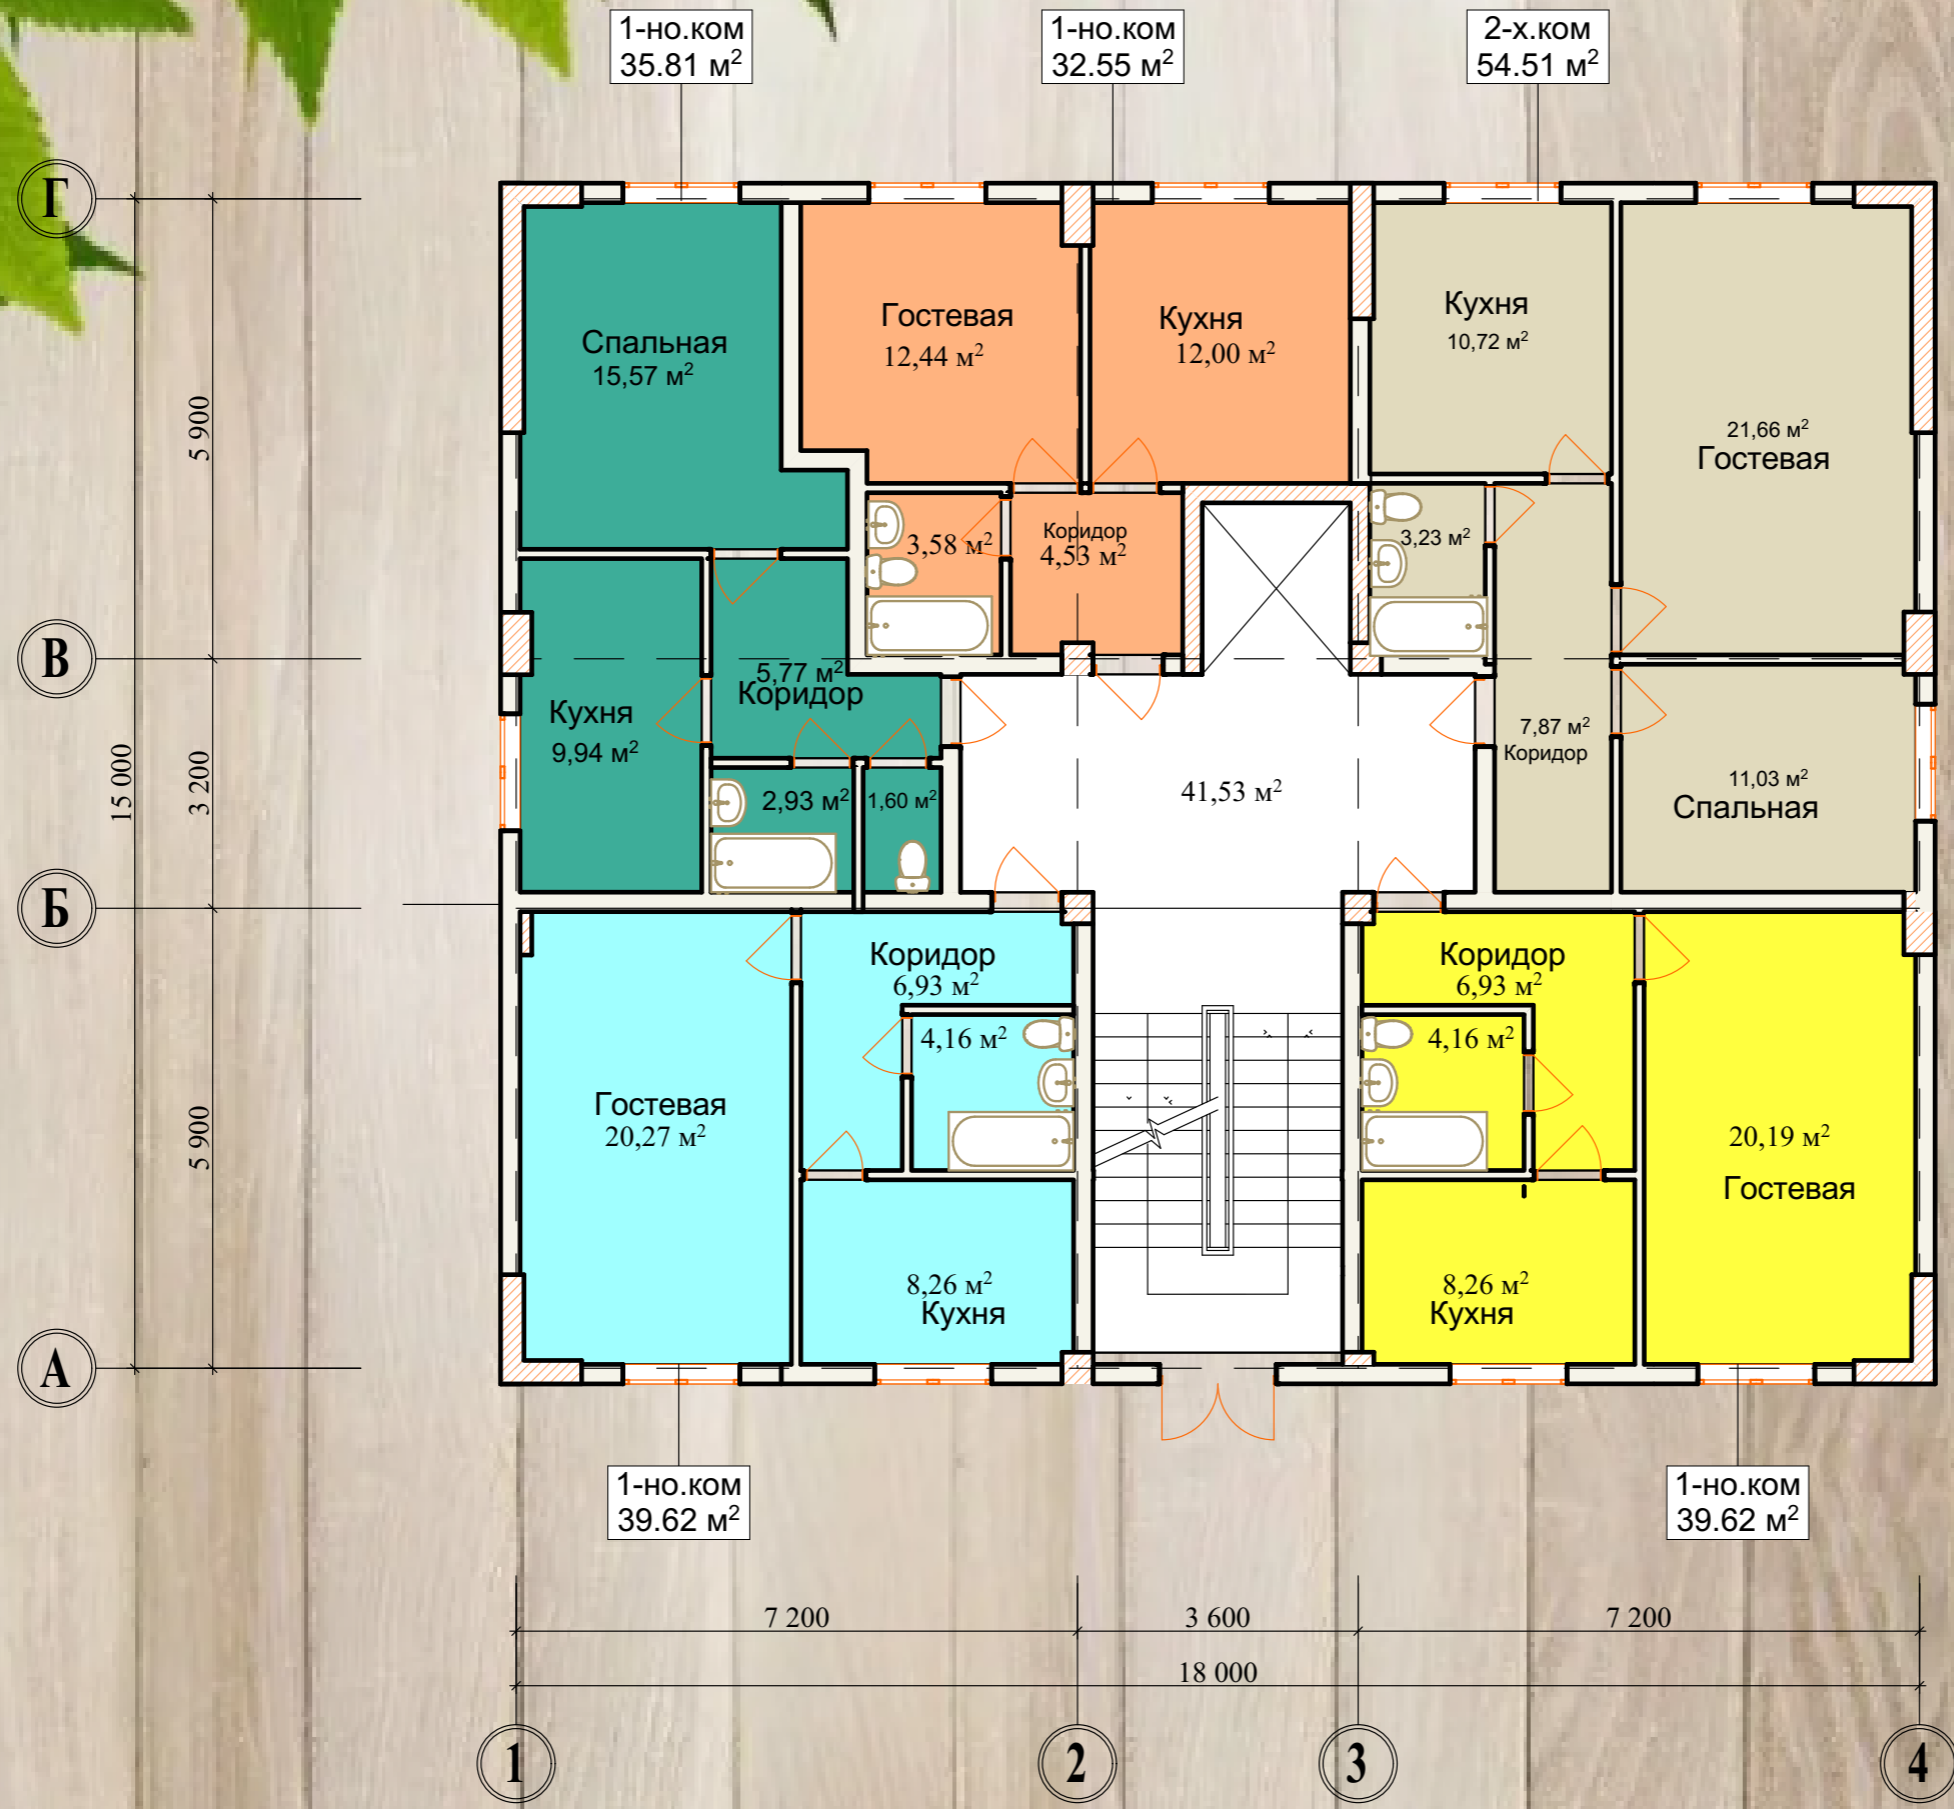 1-но.ком
35.81 м²
1-но.ком
32.55 м²
2-х.ком
54.51 м²
Г
В
Б
А
5 900
3 200
5 900
15 000
Спальная
15,57 м²
Гостевая
12,44 м²
Кухня
12,00 м²
Кухня
10,72 м²
21,66 м²
Гостевая
3,58 м²
Коридор
4,53 м²
3,23 м²
5,77 м²
Коридор
Кухня
9,94 м²
2,93 м²
1,60 м²
41,53 м²
7,87 м²
Коридор
11,03 м²
Спальная
Коридор
6,93 м²
4,16 м²
Гостевая
20,27 м²
8,26 м²
Кухня
Коридор
6,93 м²
4,16 м²
20,19 м²
Гостевая
8,26 м²
Кухня
1-но.ком
39.62 м²
1-но.ком
39.62 м²
7 200
3 600
7 200
18 000
1
2
3
4